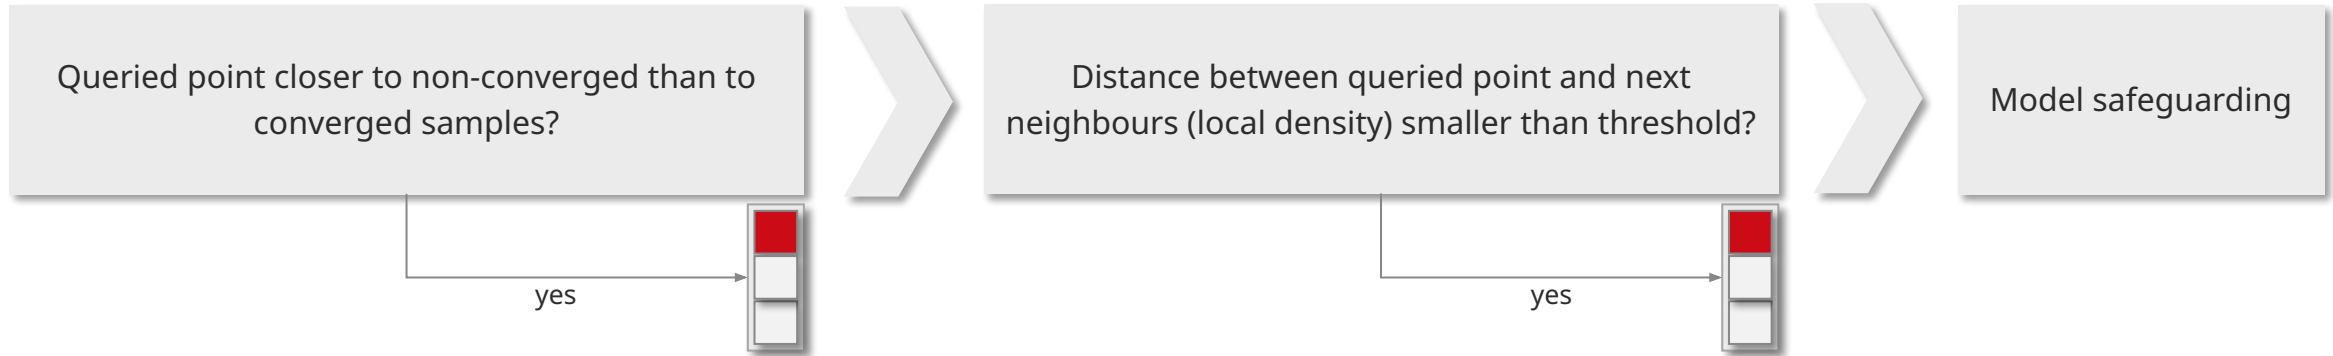 Queried point closer to non-converged than to
converged samples?
yes
Distance between queried point and next
neighbours (local density) smaller than threshold?
yes
Model safeguarding